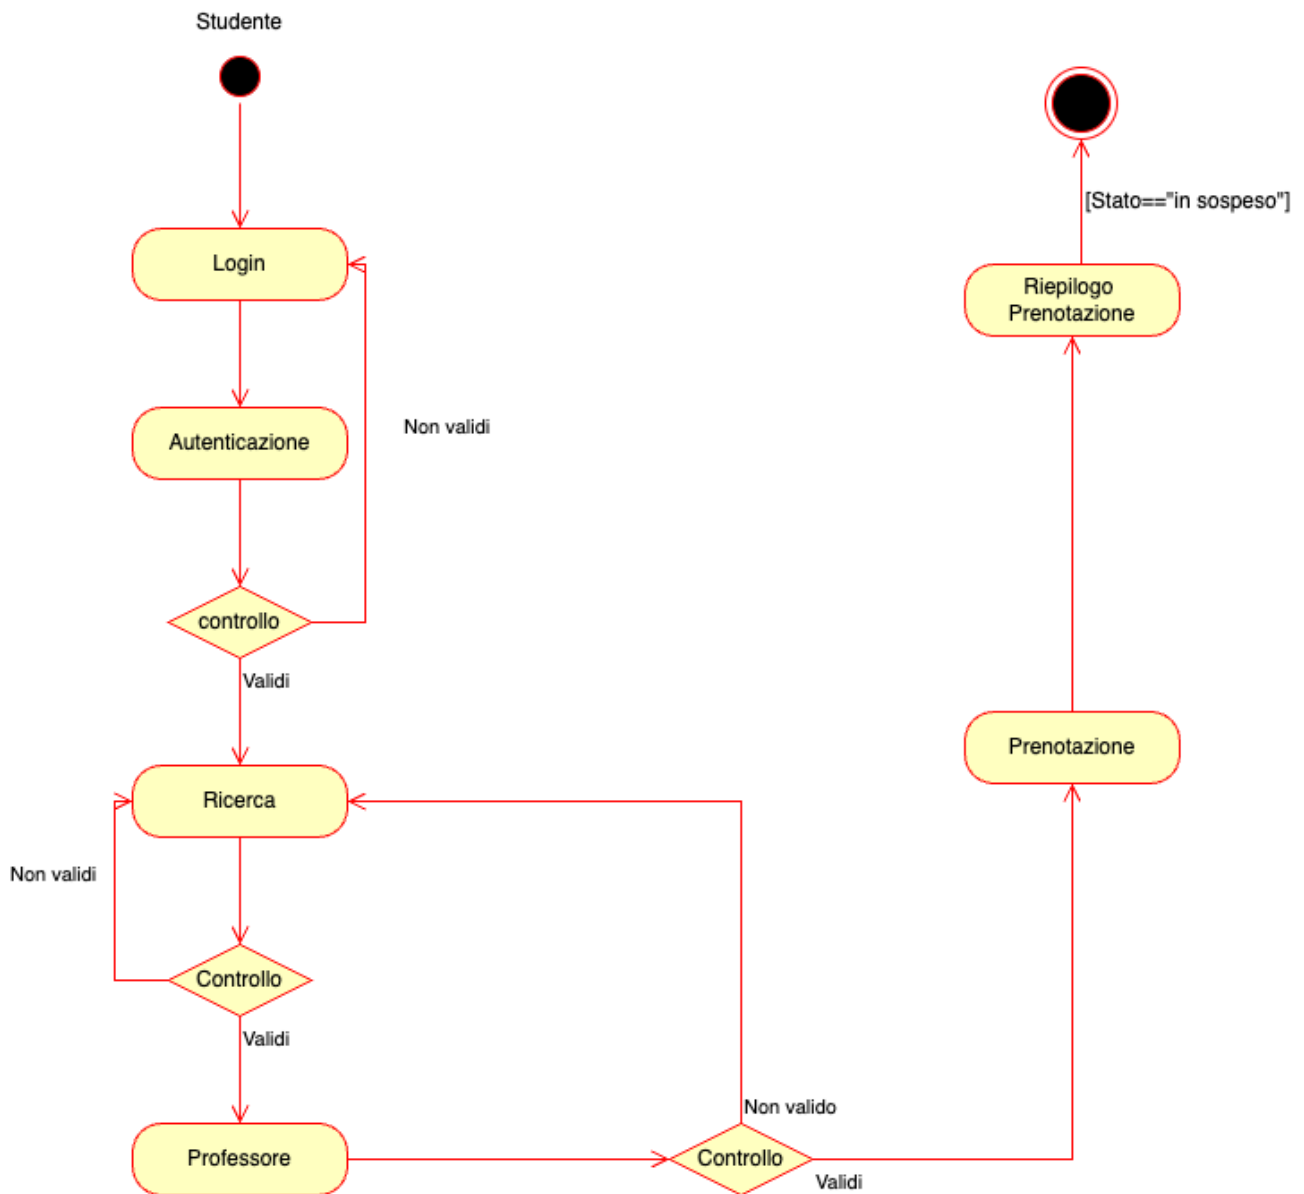 Studente
Login
Autenticazione
Non validi
controllo
Validi
Ricerca
Non validi
Controllo
Validi
Professore
Non valido
Controllo
Validi
Prenotazione
Riepilogo
Prenotazione
[Stato=="in sospeso"]